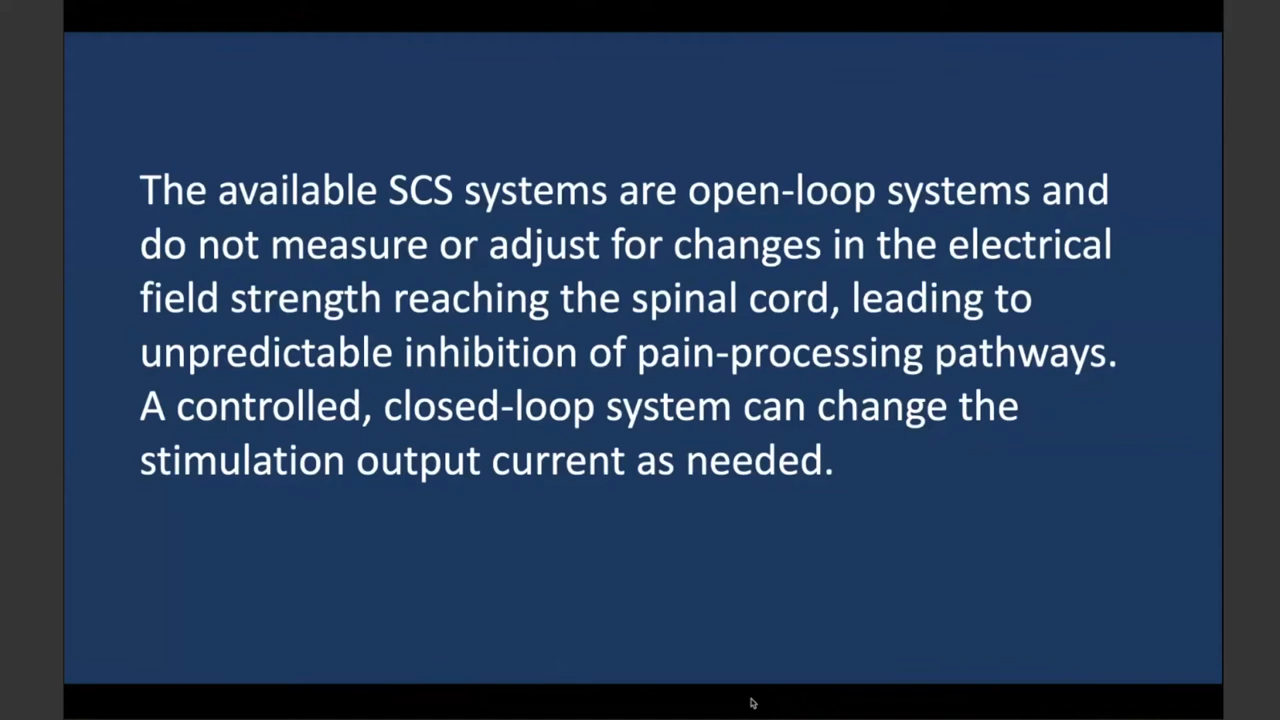 The available SCS systems are open-loop systems and
do not measure or adjust for changes in the electrical
field strength reaching the spinal cord, leading to
unpredictable inhibition of pain-processing pathways.
A controlled, closed-loop system can change the
stimulation output current as needed.